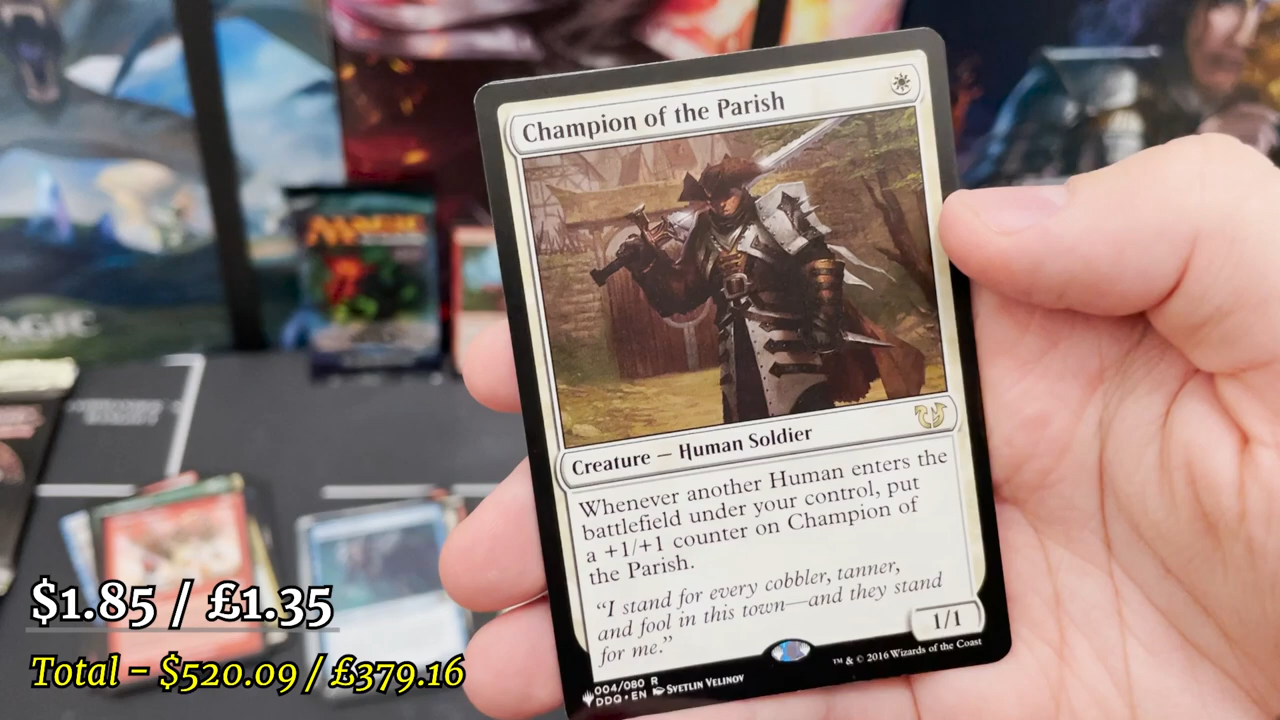 Champion of the Parish
Creature — Human Soldier
Whenever another Human enters the
battlefield under your control, put
a +1/+1 counter on Champion of
the Parish.
"I stand for every cobbler, tanner,
and fool in this town—and they stand
for me."
1/1
004/080 R
DDQ • EN Svetlin Velinov
™ & © 2016 Wizards of the Coast
MAGIC
AGIC
$1.85 / £1.35
Total - $520.09 / £379.16